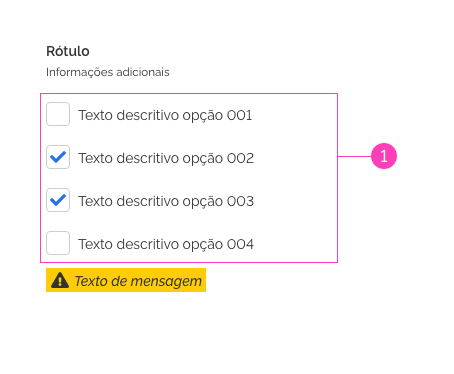 Rótulo
Informações adicionais
Texto descritivo opção 001
Texto descritivo opção 002
1
Texto descritivo opção 003
Texto descritivo opção 004
Texto de mensagem